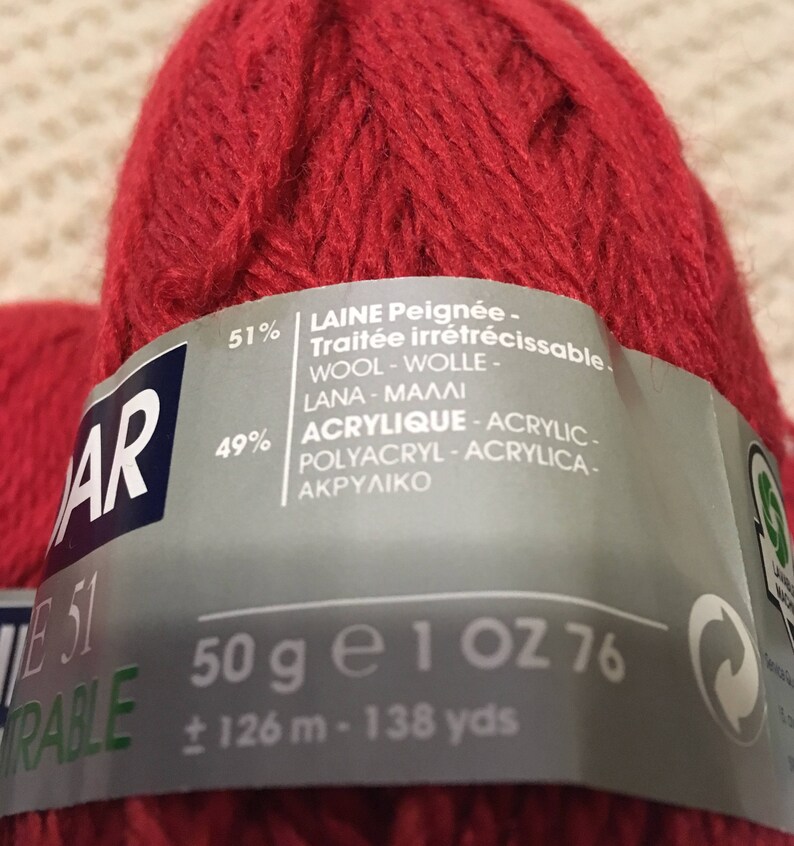 51% LAINE Peignée -
Traitée irrétrécissable -
WOOL - WOLLE -
LANA - ΜΑΛΛΙ
49% ACRYLIQUE - ACRYLIC -
POLYACRYL - ACRYLICA -
ΑΚΡΥΛΙΚΟ
DAR
E 51
TRABLE
50 g e 1 OZ 76
± 126 m - 138 yds